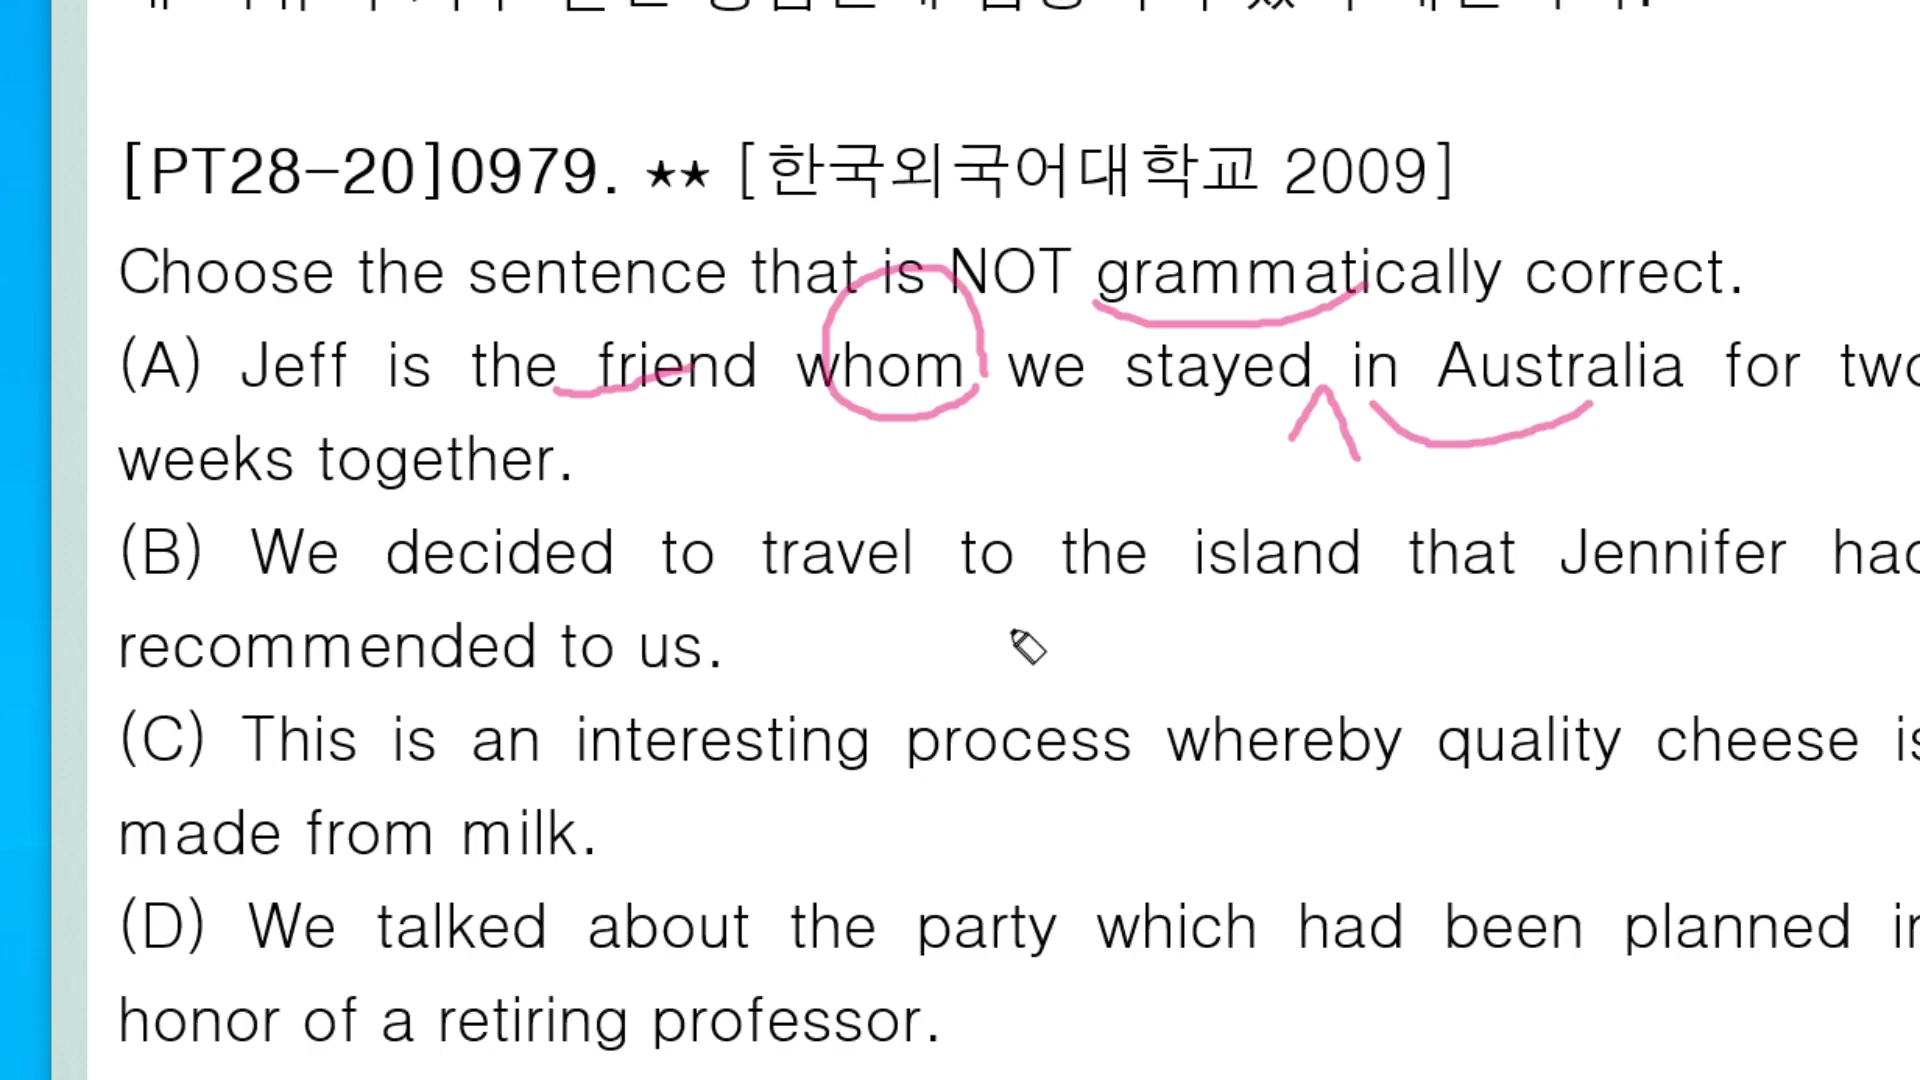 [PT28-20]0979. ★★ [한국외국어대학교 2009]
Choose the sentence that is NOT grammatically correct.
(A) Jeff is the friend whom we stayed in Australia for two
weeks together.
(B) We decided to travel to the island that Jennifer had
recommended to us.
(C) This is an interesting process whereby quality cheese is
made from milk.
(D) We talked about the party which had been planned in
honor of a retiring professor.